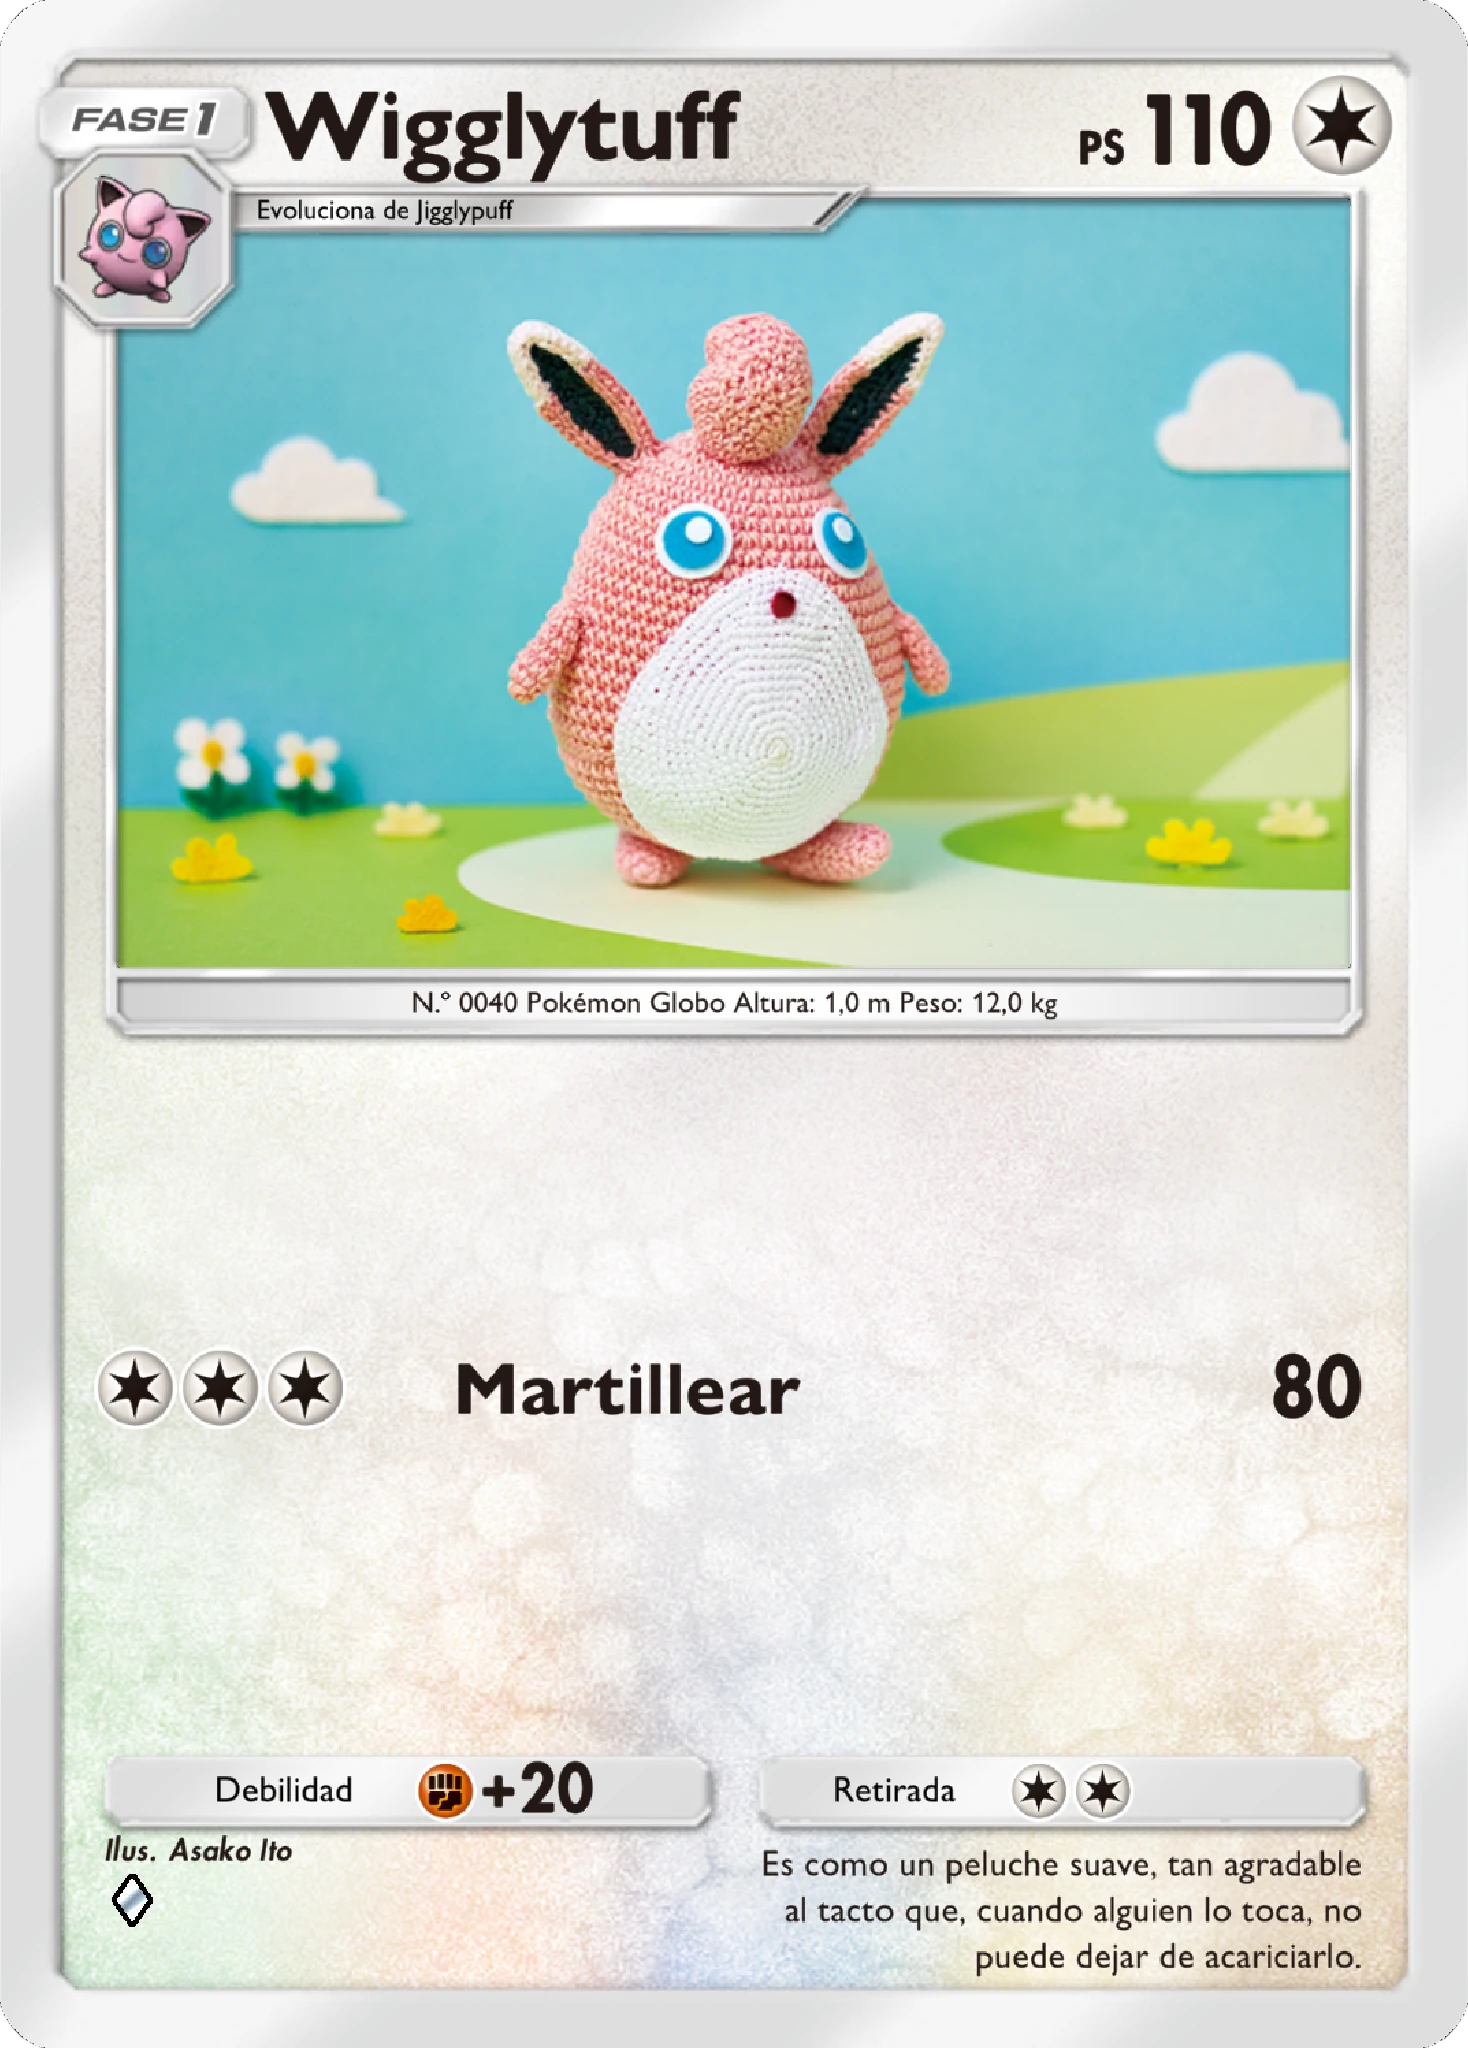 FASE 1
Wigglytuff
PS 110
Evoluciona de Jigglypuff
N.º 0040 Pokémon Globo Altura: 1,0 m Peso: 12,0 kg
Martillear 80
Debilidad +20
Retirada
Ilus. Asako Ito
Es como un peluche suave, tan agradable
al tacto que, cuando alguien lo toca, no
puede dejar de acariciarlo.